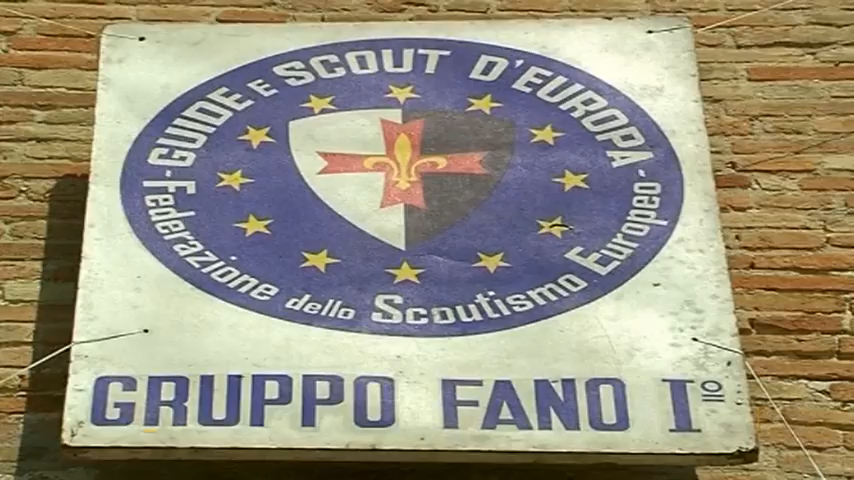 - GUIDE E SCOUT D'EUROPA -
Federazione dello Scoutismo Europeo
GRUPPO FANO Iº